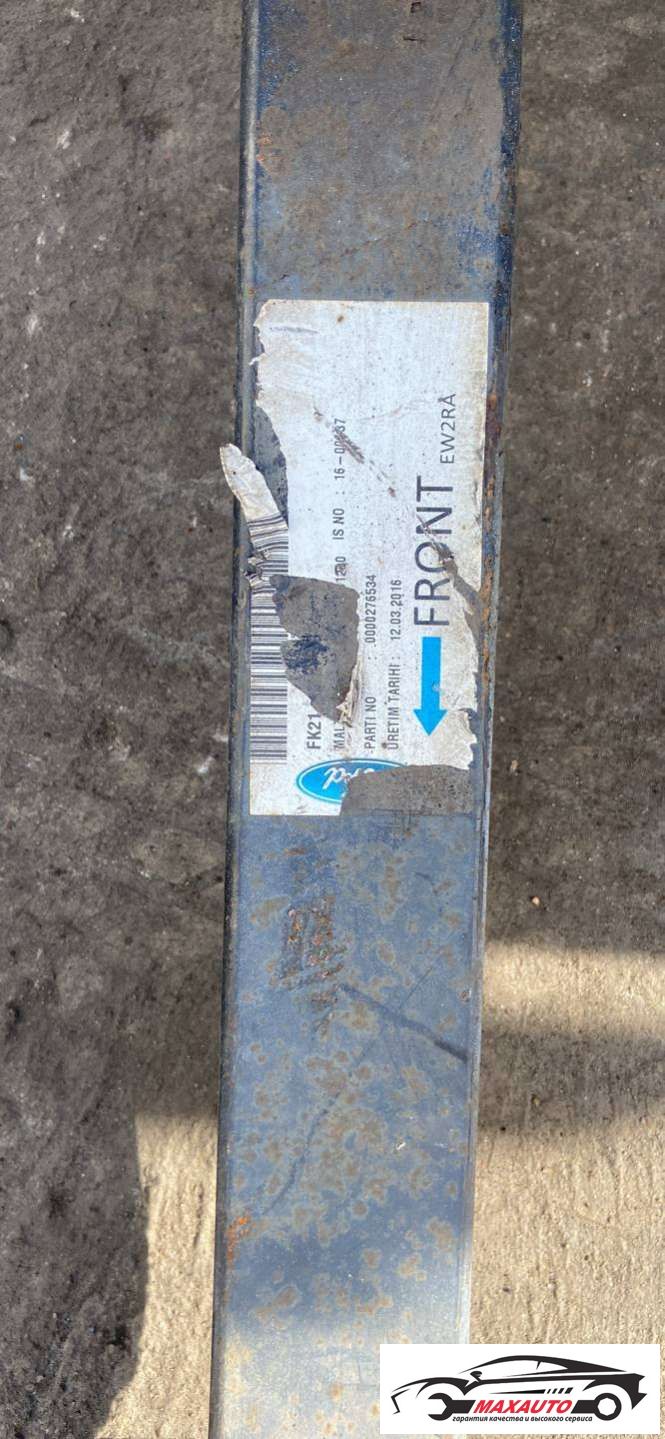 FK21
IS NO : 16-00
PARTI NO : .0000276534
ÜRETIM TARIHI : 12.03.2016
FRONT EW2RA
MAXAUTO
гарантия качества и высокого сервиса